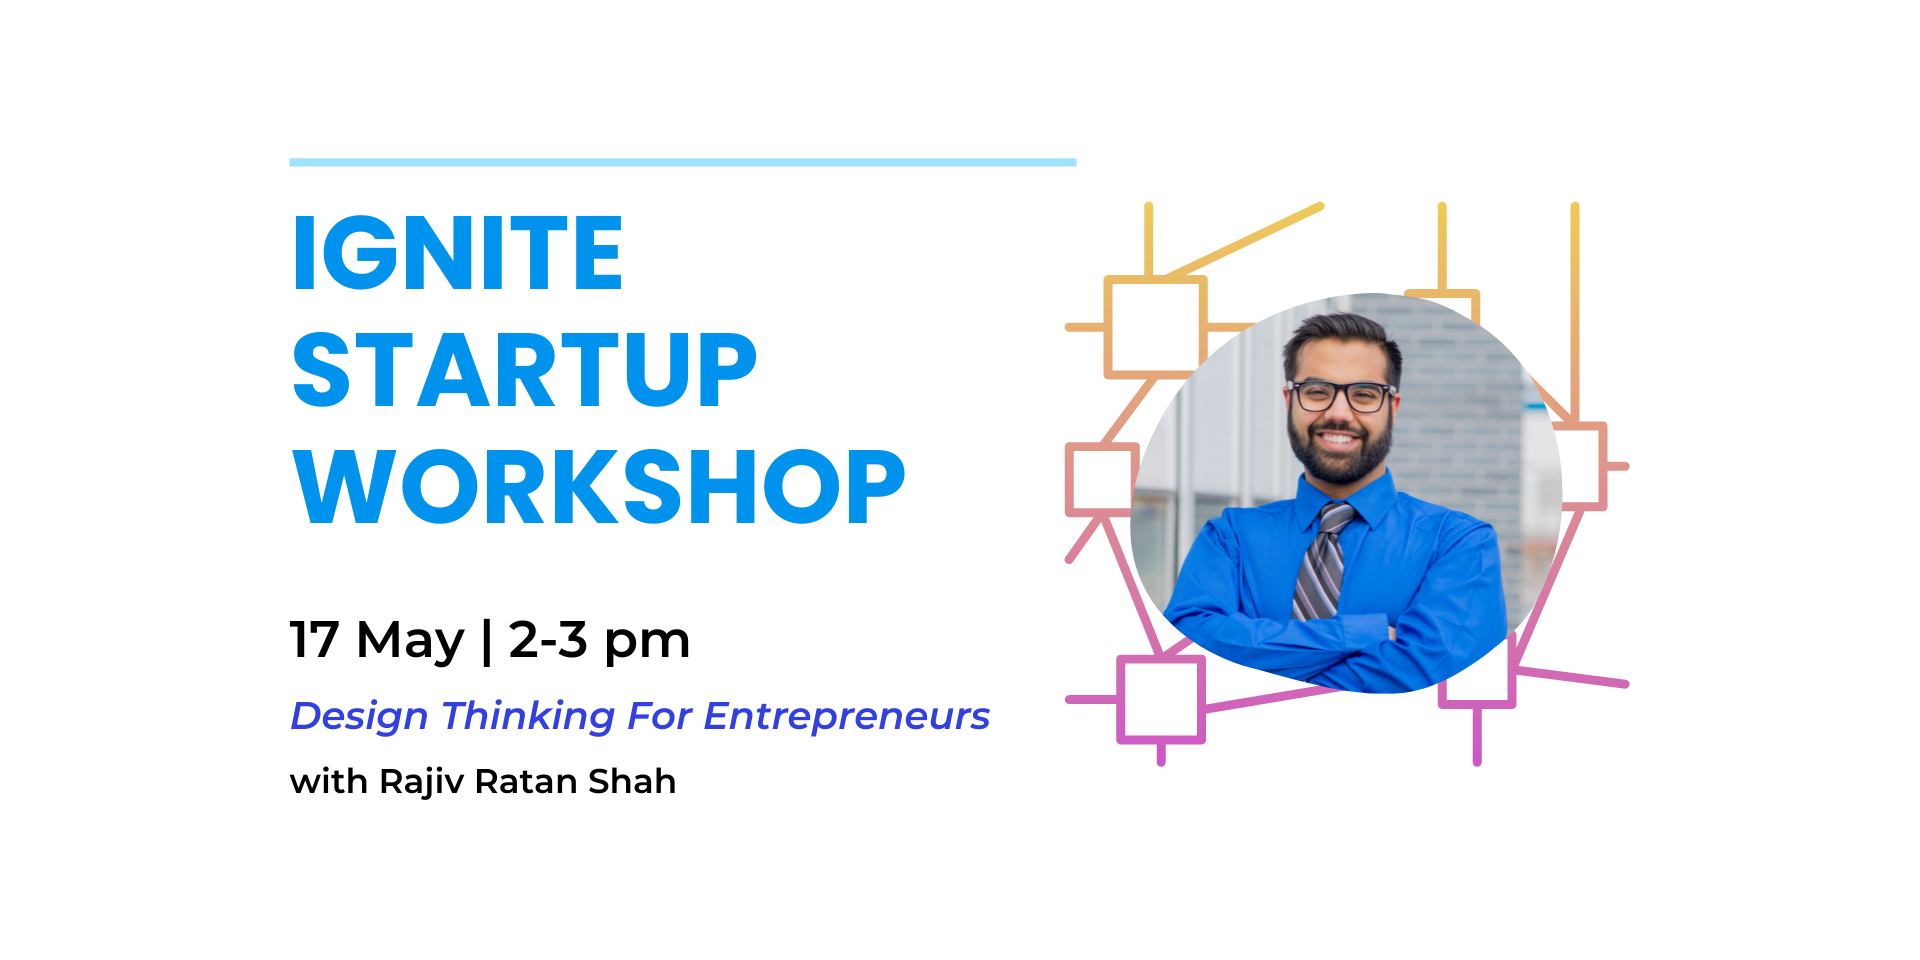 IGNITE
STARTUP
WORKSHOP
17 May | 2-3 pm
Design Thinking For Entrepreneurs
with Rajiv Ratan Shah